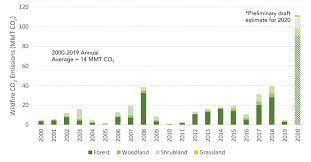 *Preliminary draft
estimate for 2020
2000-2019 Annual
Average ~ 14 MMT CO₂
Wildfire CO₂ Emissions (MMT CO₂)
120
100
80
60
40
20
0
2000 2001 2002 2003 2004 2005 2006 2007 2008 2009 2010 2011 2012 2013 2014 2015 2016 2017 2018 2019 2020
Forest Woodland Shrubland Grassland